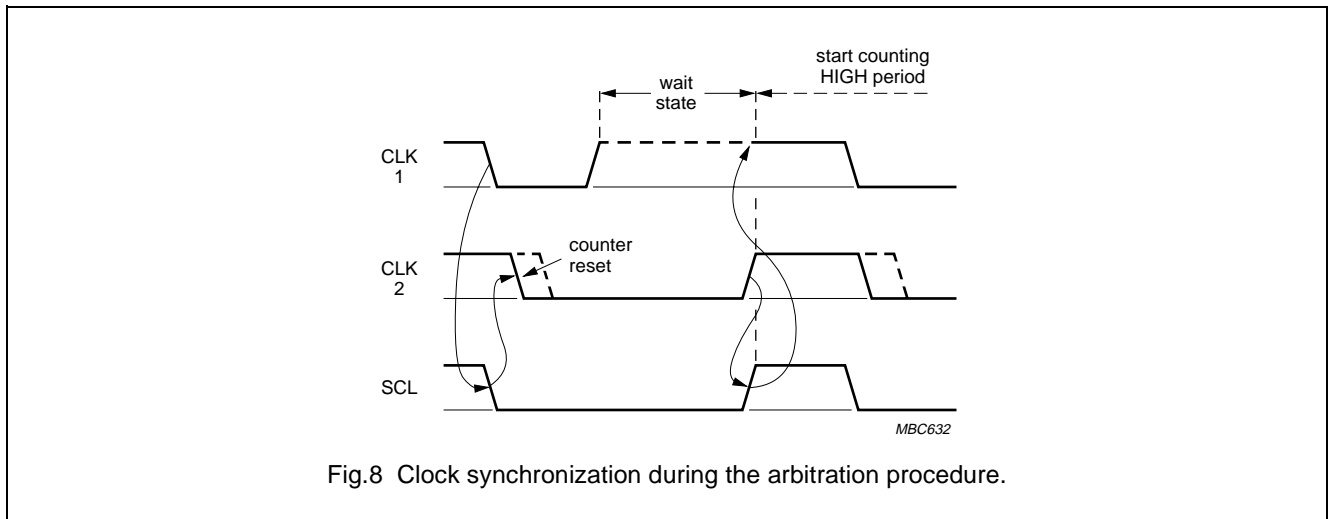 start counting
HIGH period
wait
state
CLK
1
counter
reset
CLK
2
SCL
MBC632
Fig.8 Clock synchronization during the arbitration procedure.